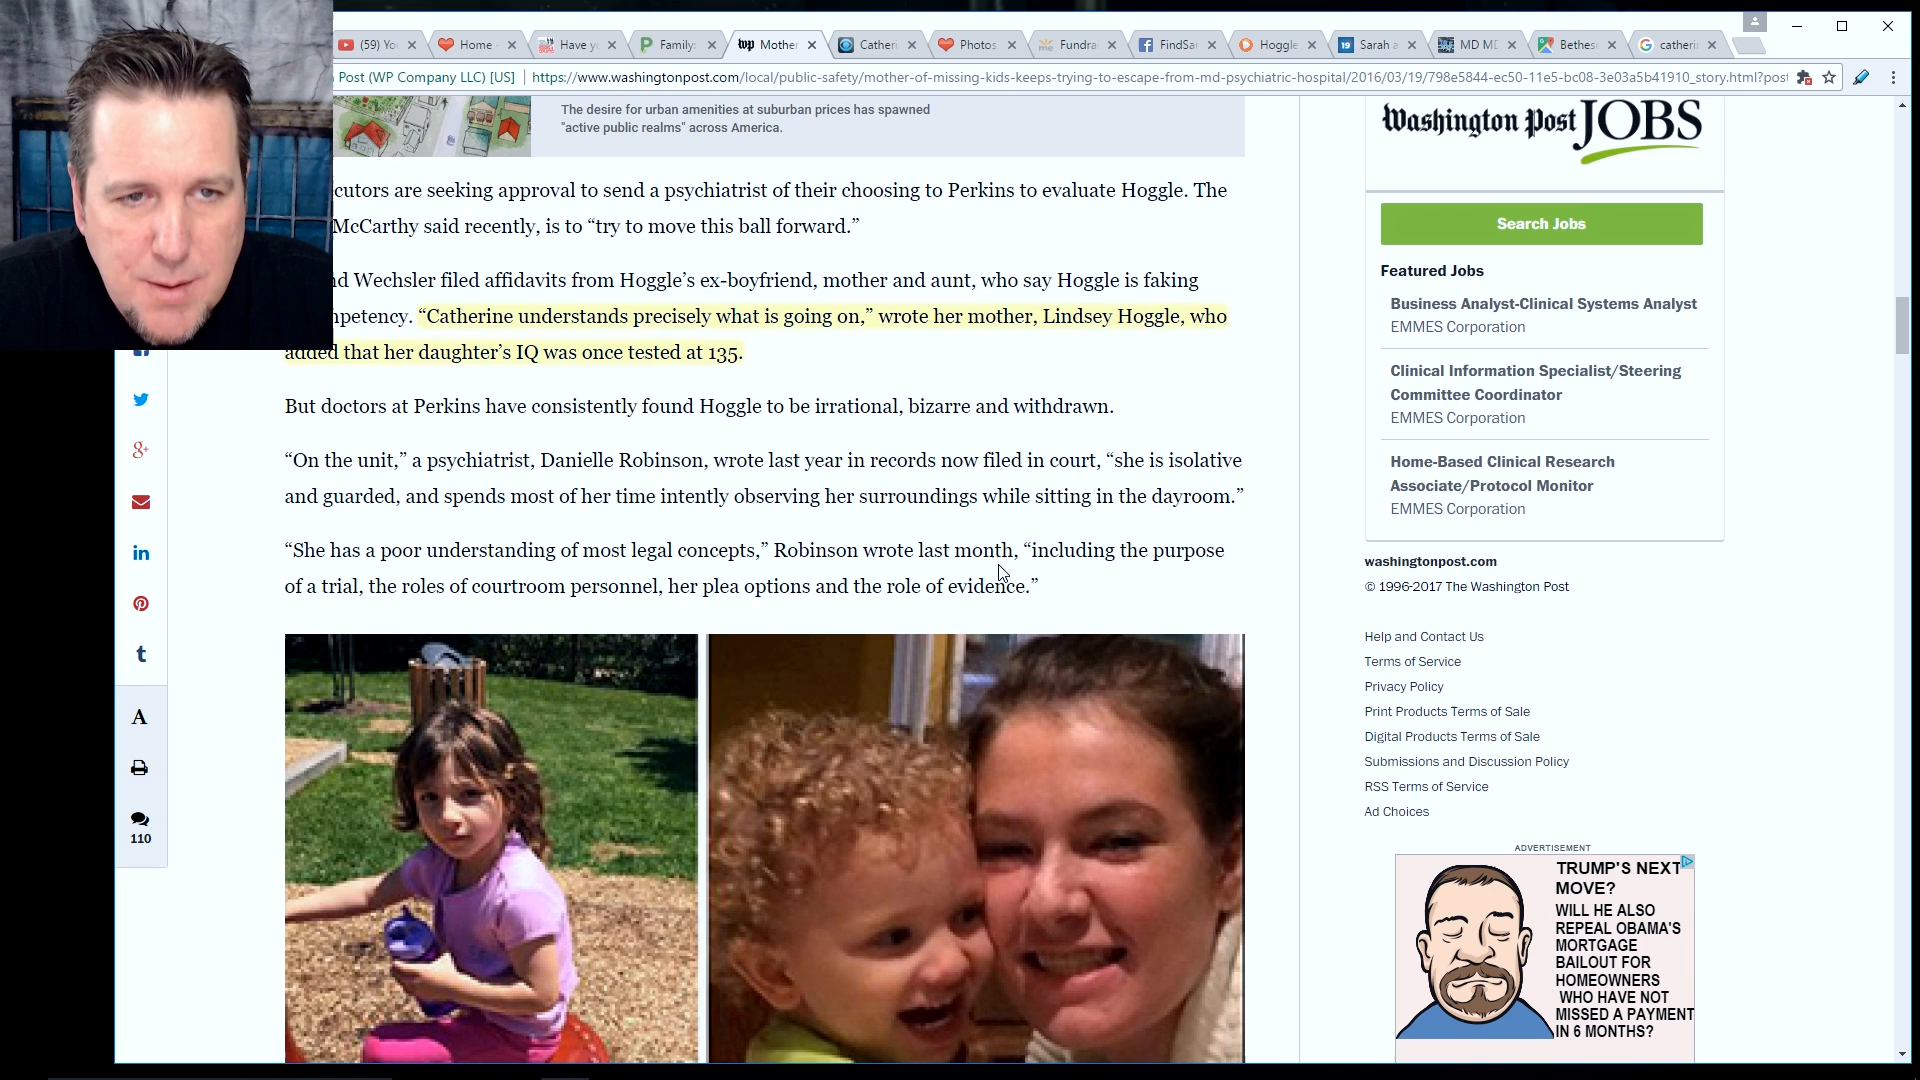 (59) Yo
Home
Have y
Family:
wp Mother
Catheri
Photos
Fundra
FindSar
Hoggle
19 Sarah a
MD MD
Bethes
catheri
Post (WP Company LLC) [US]
https://www.washingtonpost.com/local/public-safety/mother-of-missing-kids-keeps-trying-to-escape-from-md-psychiatric-hospital/2016/03/19/798e5844-ec50-11e5-bc08-3e03a5b41910_story.html?post
The desire for urban amenities at suburban prices has spawned
"active public realms" across America.
cutors are seeking approval to send a psychiatrist of their choosing to Perkins to evaluate Hoggle. The
McCarthy said recently, is to “try to move this ball forward.”
nd Wechsler filed affidavits from Hoggle’s ex-boyfriend, mother and aunt, who say Hoggle is faking
mpetency. “Catherine understands precisely what is going on,” wrote her mother, Lindsey Hoggle, who
added that her daughter’s IQ was once tested at 135.
But doctors at Perkins have consistently found Hoggle to be irrational, bizarre and withdrawn.
“On the unit,” a psychiatrist, Danielle Robinson, wrote last year in records now filed in court, “she is isolative
and guarded, and spends most of her time intently observing her surroundings while sitting in the dayroom.”
“She has a poor understanding of most legal concepts,” Robinson wrote last month, “including the purpose
of a trial, the roles of courtroom personnel, her plea options and the role of evidence.”
g+
in
t
A
110
Washington Post JOBS
Search Jobs
Featured Jobs
Business Analyst-Clinical Systems Analyst
EMMES Corporation
Clinical Information Specialist/Steering
Committee Coordinator
EMMES Corporation
Home-Based Clinical Research
Associate/Protocol Monitor
EMMES Corporation
washingtonpost.com
© 1996-2017 The Washington Post
Help and Contact Us
Terms of Service
Privacy Policy
Print Products Terms of Sale
Digital Products Terms of Sale
Submissions and Discussion Policy
RSS Terms of Service
Ad Choices
ADVERTISEMENT
TRUMP'S NEXT
MOVE?
WILL HE ALSO
REPEAL OBAMA'S
MORTGAGE
BAILOUT FOR
HOMEOWNERS
WHO HAVE NOT
MISSED A PAYMENT
IN 6 MONTHS?